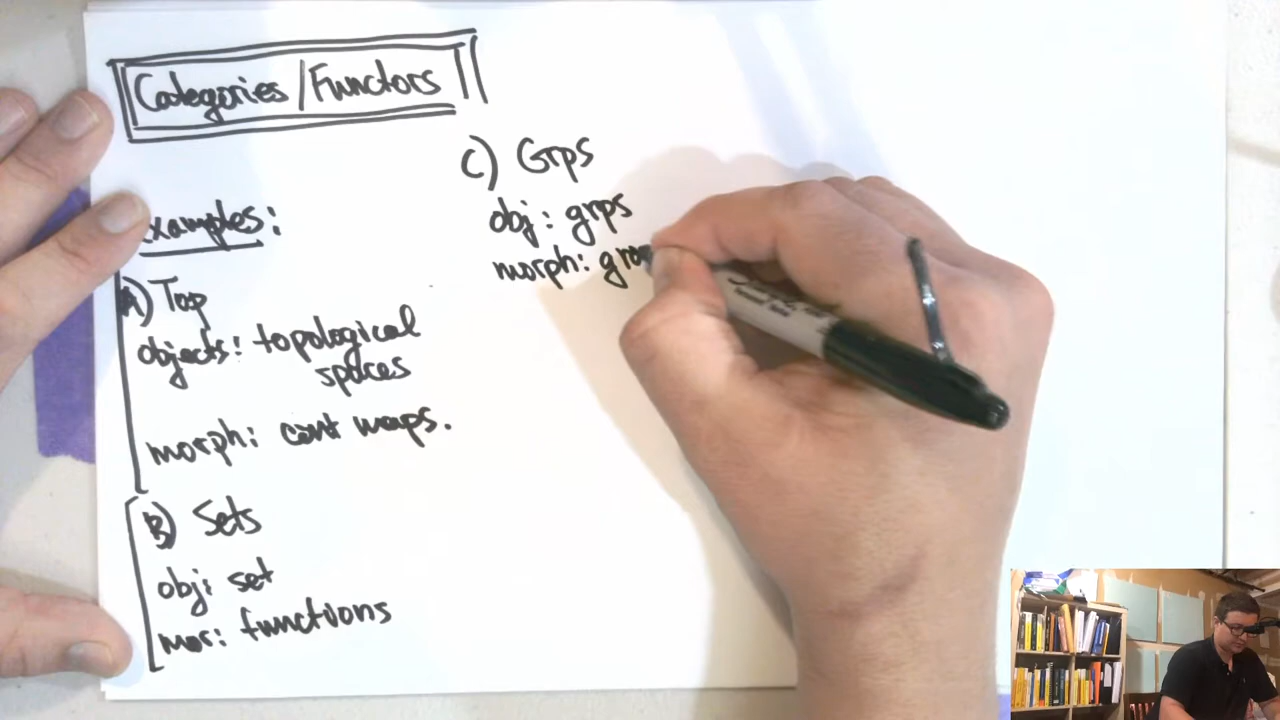 Categories/Functors
Examples:
A) Top
objects: topological
spaces
morph: cont maps.
B) Sets
obj: set
mor: functions
C) Grps
obj: grps
morph: gro